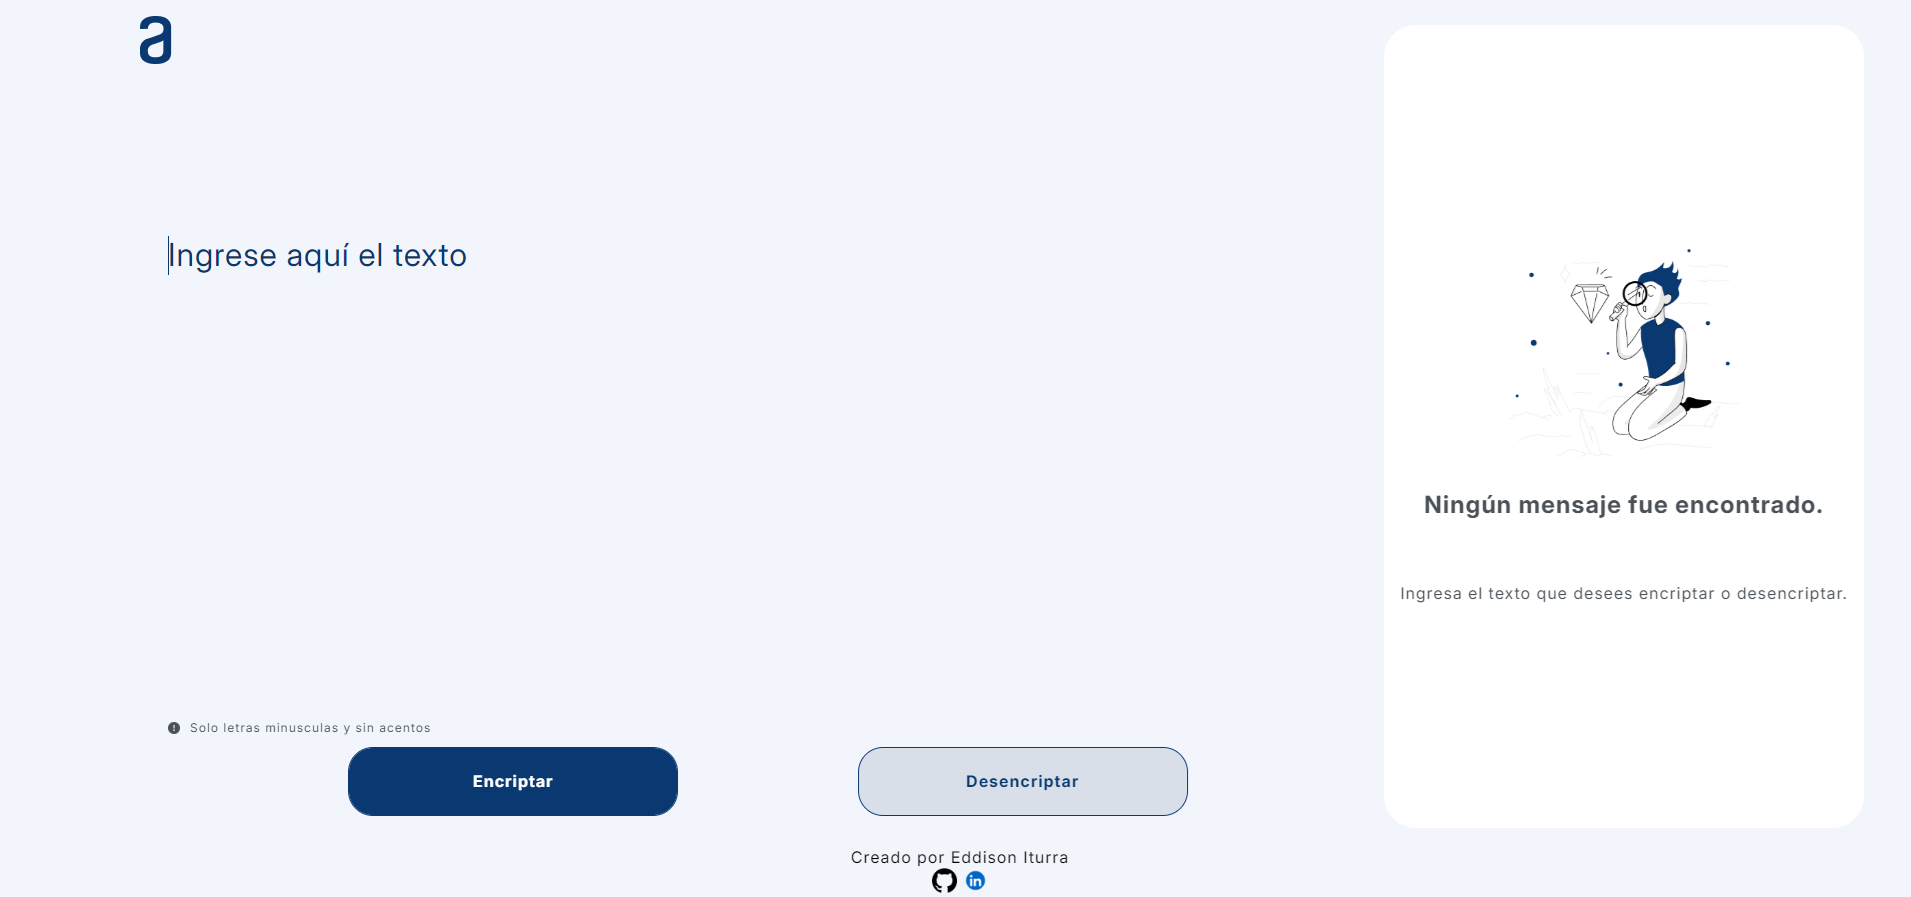 a
Ingrese aquí el texto
Solo letras minusculas y sin acentos
Encriptar
Desencriptar
Ningún mensaje fue encontrado.
Ingresa el texto que desees encriptar o desencriptar.
Creado por Eddison Iturra
in